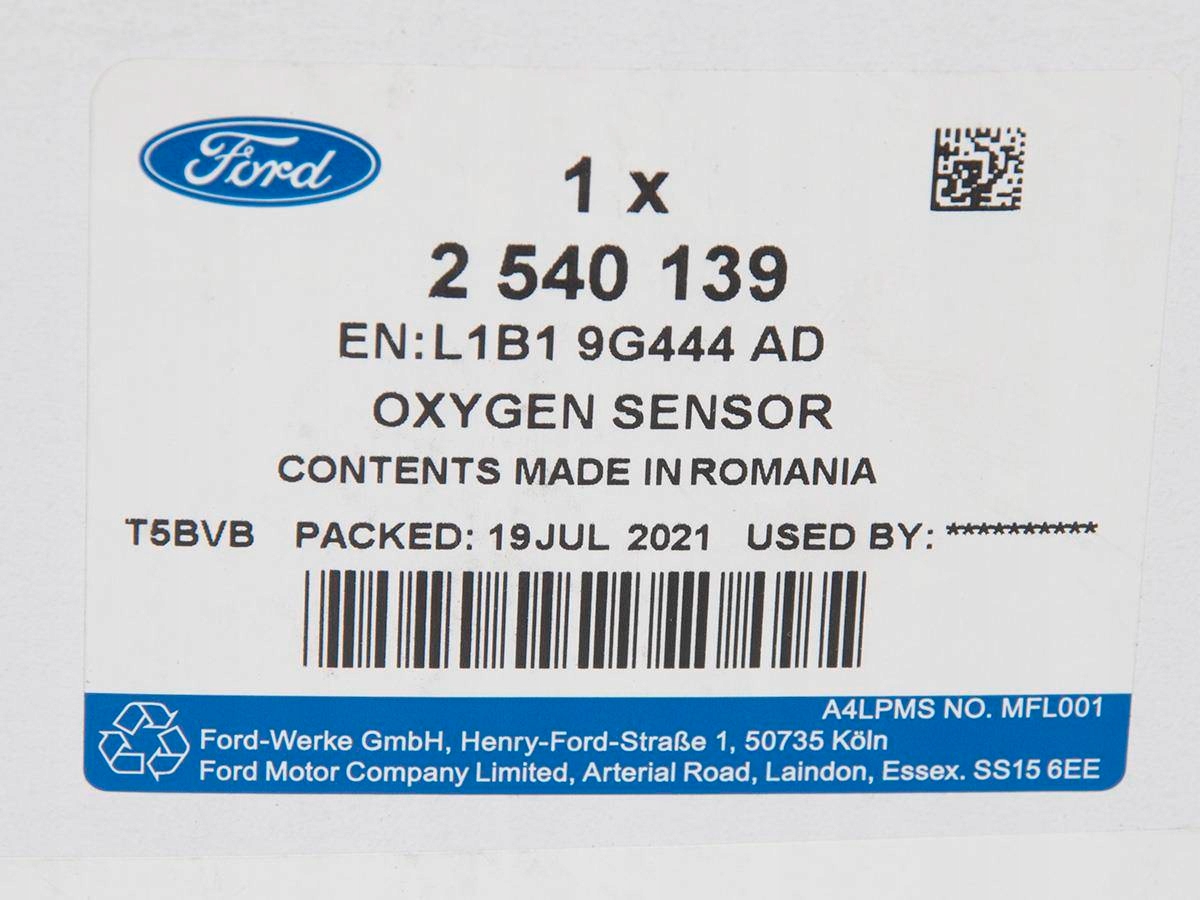 Ford
1 x
2 540 139
EN:L1B1 9G444 AD
OXYGEN SENSOR
CONTENTS MADE IN ROMANIA
T5BVB PACKED: 19JUL 2021 USED BY: **********
A4LPMS NO. MFL001
Ford-Werke GmbH, Henry-Ford-Straße 1, 50735 Köln
Ford Motor Company Limited, Arterial Road, Laindon, Essex. SS15 6EE